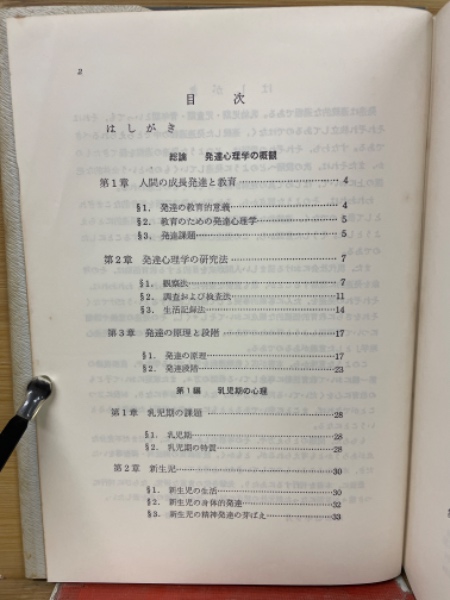 2
目次
はしがき
総論 発達心理学の概観
第1章 人間の成長発達と教育……………4
§1. 発達の教育的意義……………4
§2. 教育のための発達心理学……………5
§3. 発達課題……………5
第2章 発達心理学の研究法……………7
§1. 観察法……………7
§2. 調査および検査法……………11
§3. 生活記録法……………14
第3章 発達の原理と段階……………17
§1. 発達の原理……………17
§2. 発達段階……………23
第1編 乳児期の心理
第1章 乳児期の課題……………28
§1. 乳児期……………28
§2. 乳児期の特質……………28
第2章 新生児……………30
§1. 新生児の生活……………30
§2. 新生児の身体的発達……………32
§3. 新生児の精神発達の芽ばえ……………33